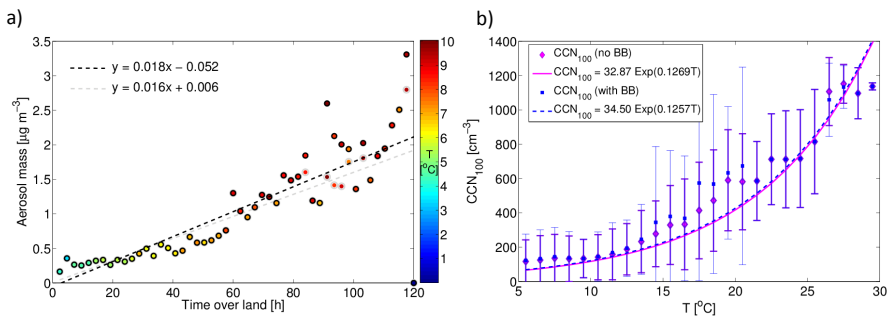 a)
3.5
3
2.5
2
1.5
1
0.5
0
Aerosol mass [µg m⁻³]
y = 0.018x − 0.052
y = 0.016x + 0.006
0 20 40 60 80 100 120
Time over land [h]
10
9
8
7
6
5
4
3
2
1
0
T
[°C]
b)
1400
1200
1000
800
600
400
200
0
CCN₁₀₀ [cm⁻³]
CCN₁₀₀ (no BB)
CCN₁₀₀ = 32.87 Exp(0.1269T)
CCN₁₀₀ (with BB)
CCN₁₀₀ = 34.50 Exp(0.1257T)
5 10 15 20 25 30
T [°C]